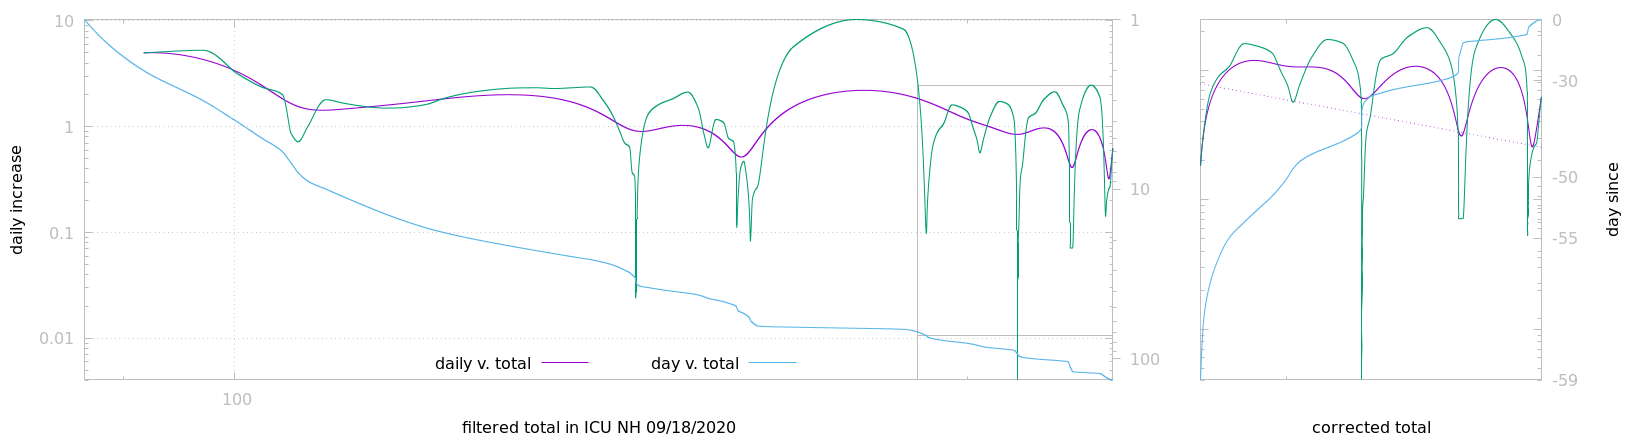 10
1
0.1
0.01
daily increase
100
daily v. total
day v. total
filtered total in ICU NH 09/18/2020
1
10
100
0
-30
-50
-55
-59
day since
corrected total